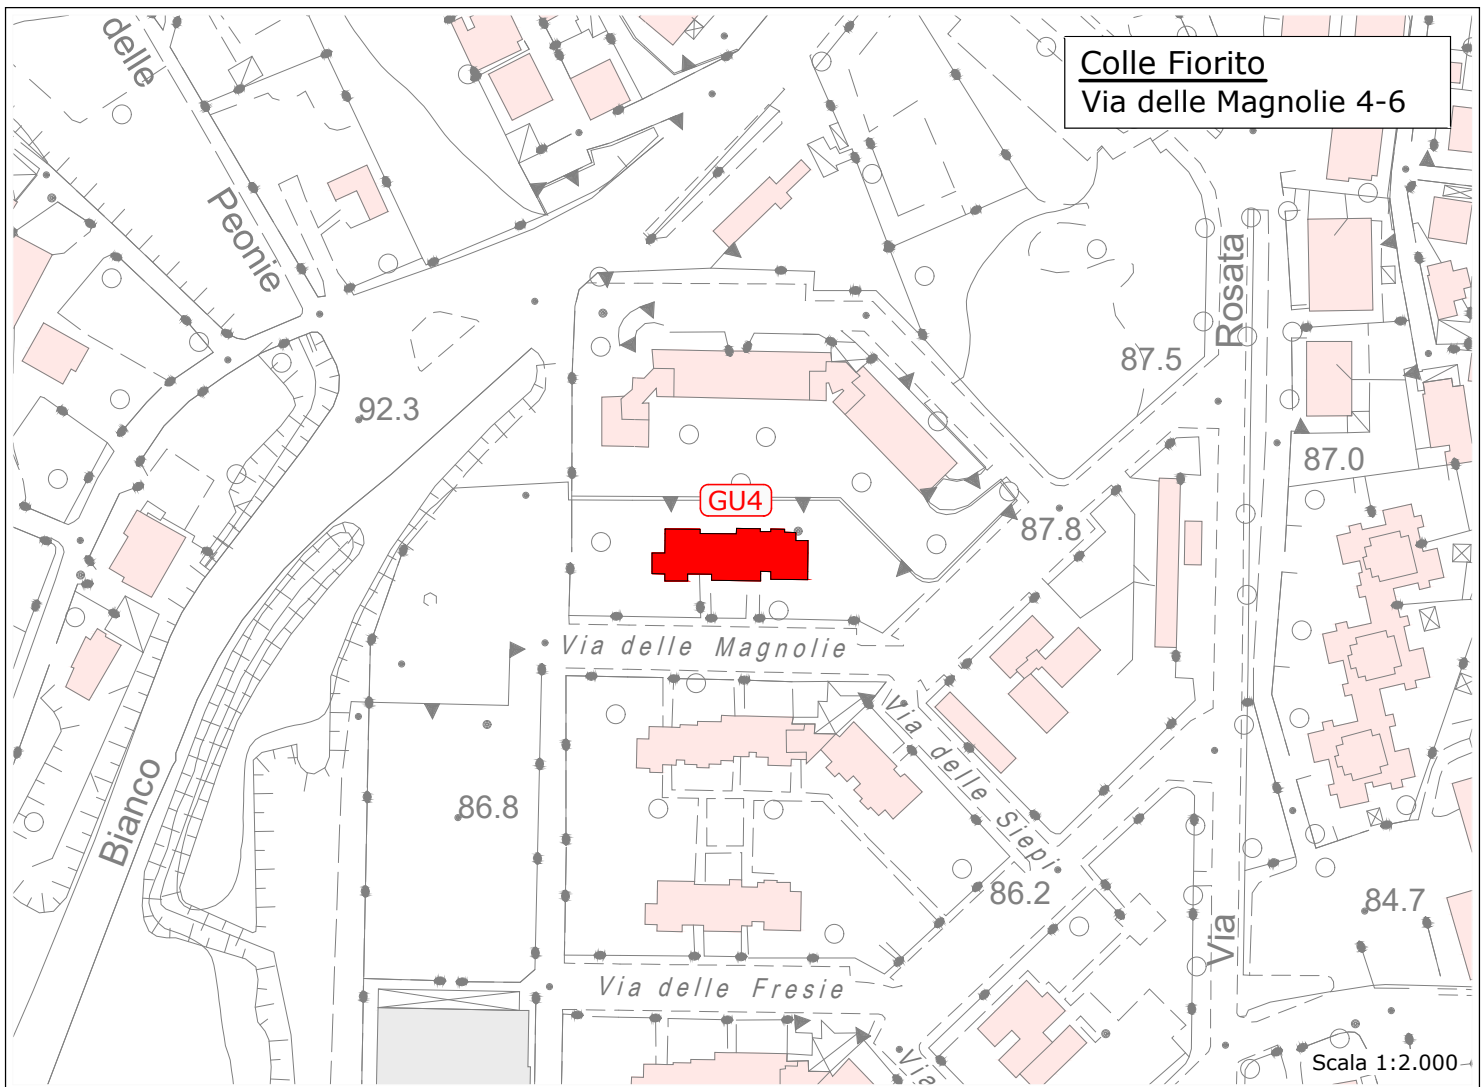 Colle Fiorito
Via delle Magnolie 4-6
delle
Peonie
Rosata
87.5
92.3
87.0
GU4
87.8
Via delle Magnolie
Via delle Siepi
Bianco
86.8
86.2
84.7
Via
Via delle Fresie
Via
Scala 1:2.000